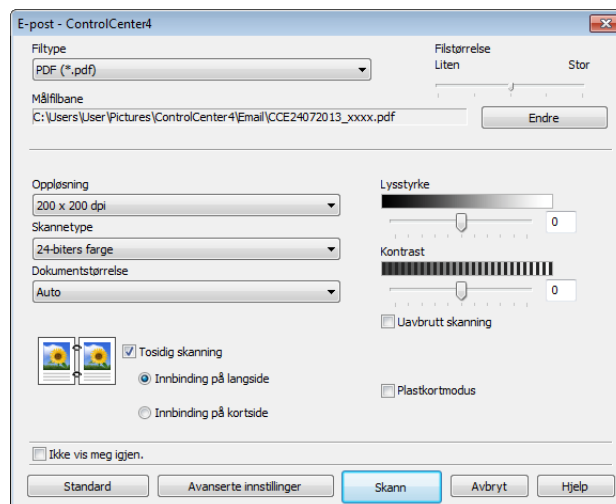 E-post - ControlCenter4
Filtype
Filstørrelse
PDF (*.pdf)
Liten
Stor
Målfilbane
C:\Users\User\Pictures\ControlCenter4\Email\CCE24072013_xxxx.pdf
Endre
Oppløsning
Lysstyrke
200 x 200 dpi
0
Skannetype
24-biters farge
Kontrast
Dokumentstørrelse
Auto
0
Uavbrutt skanning
Tosidig skanning
Innbinding på langside
Plastkortmodus
Innbinding på kortside
Ikke vis meg igjen.
Standard
Avanserte innstillinger
Skann
Avbryt
Hjelp